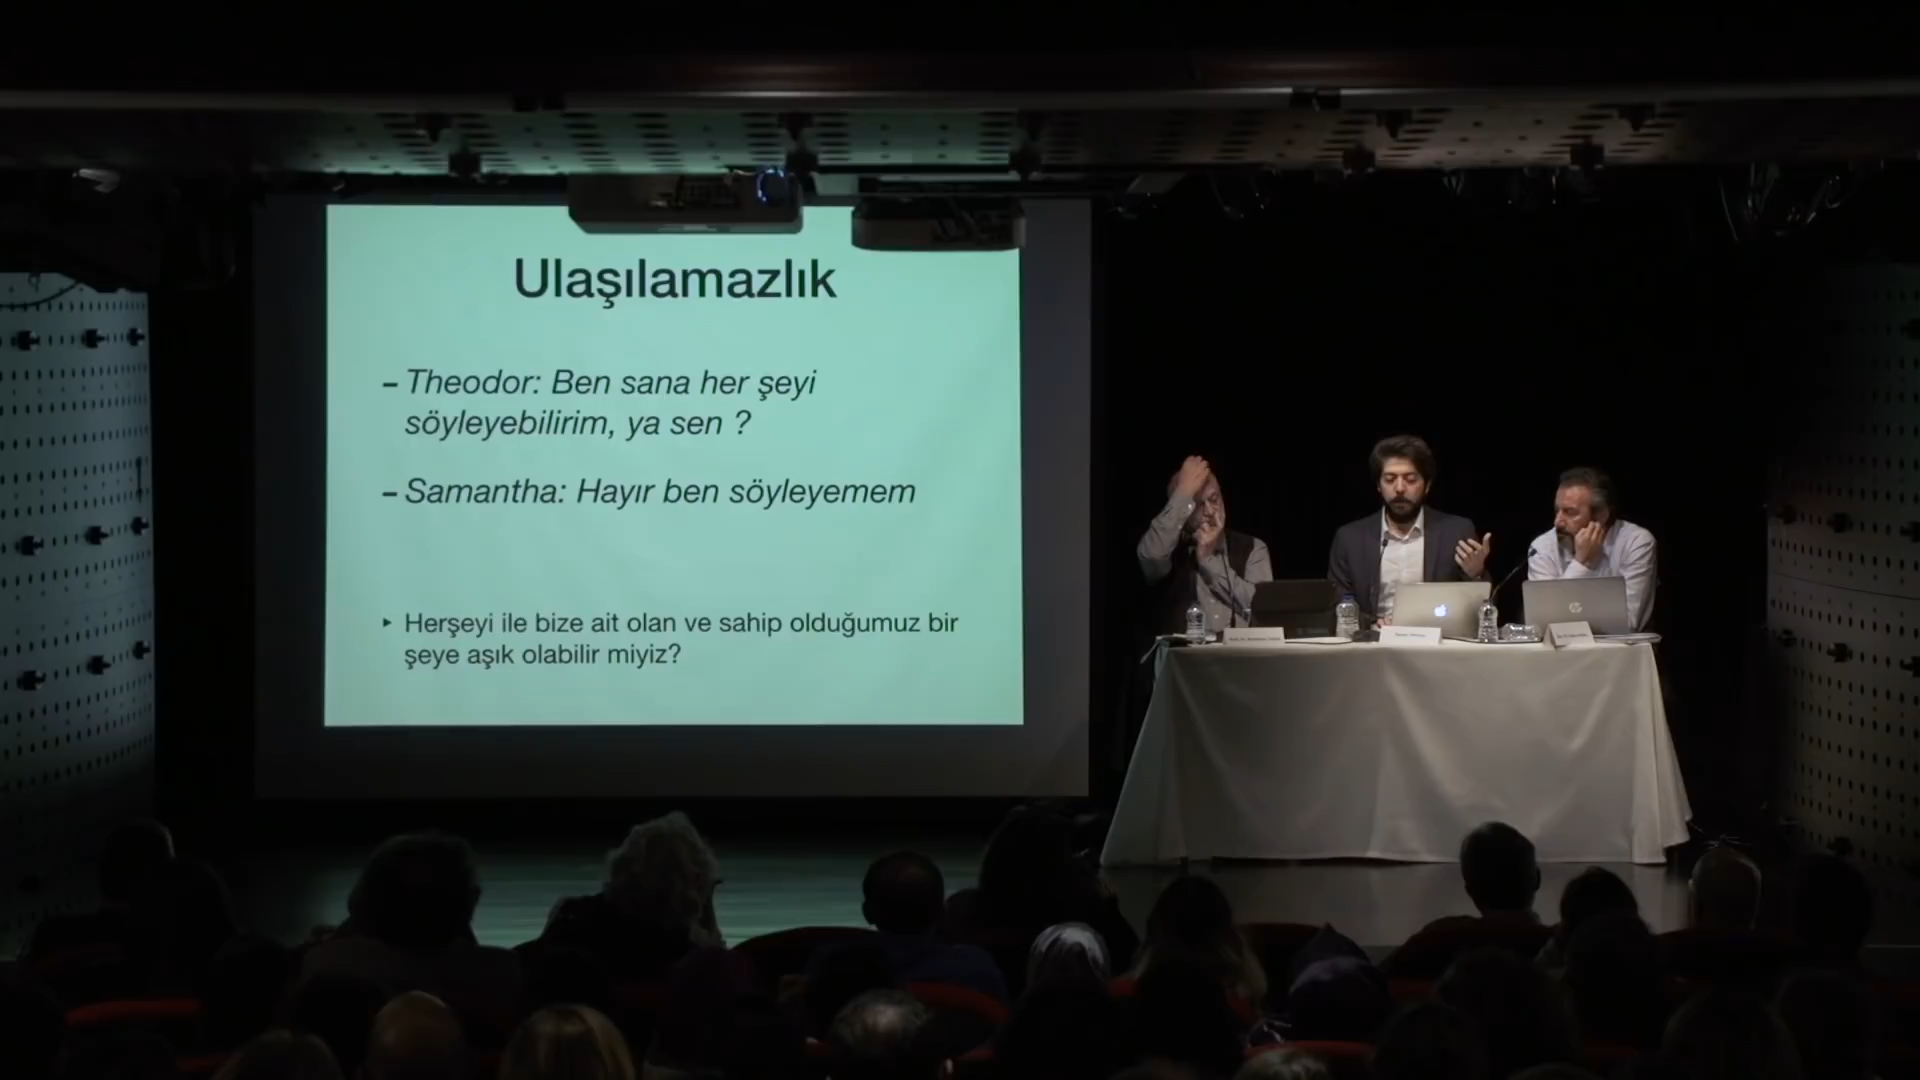 Ulaşılamazlık
– Theodor: Ben sana her şeyi
söyleyebilirim, ya sen ?
– Samantha: Hayır ben söyleyemem
‣ Herşeyi ile bize ait olan ve sahip olduğumuz bir
şeye aşık olabilir miyiz?